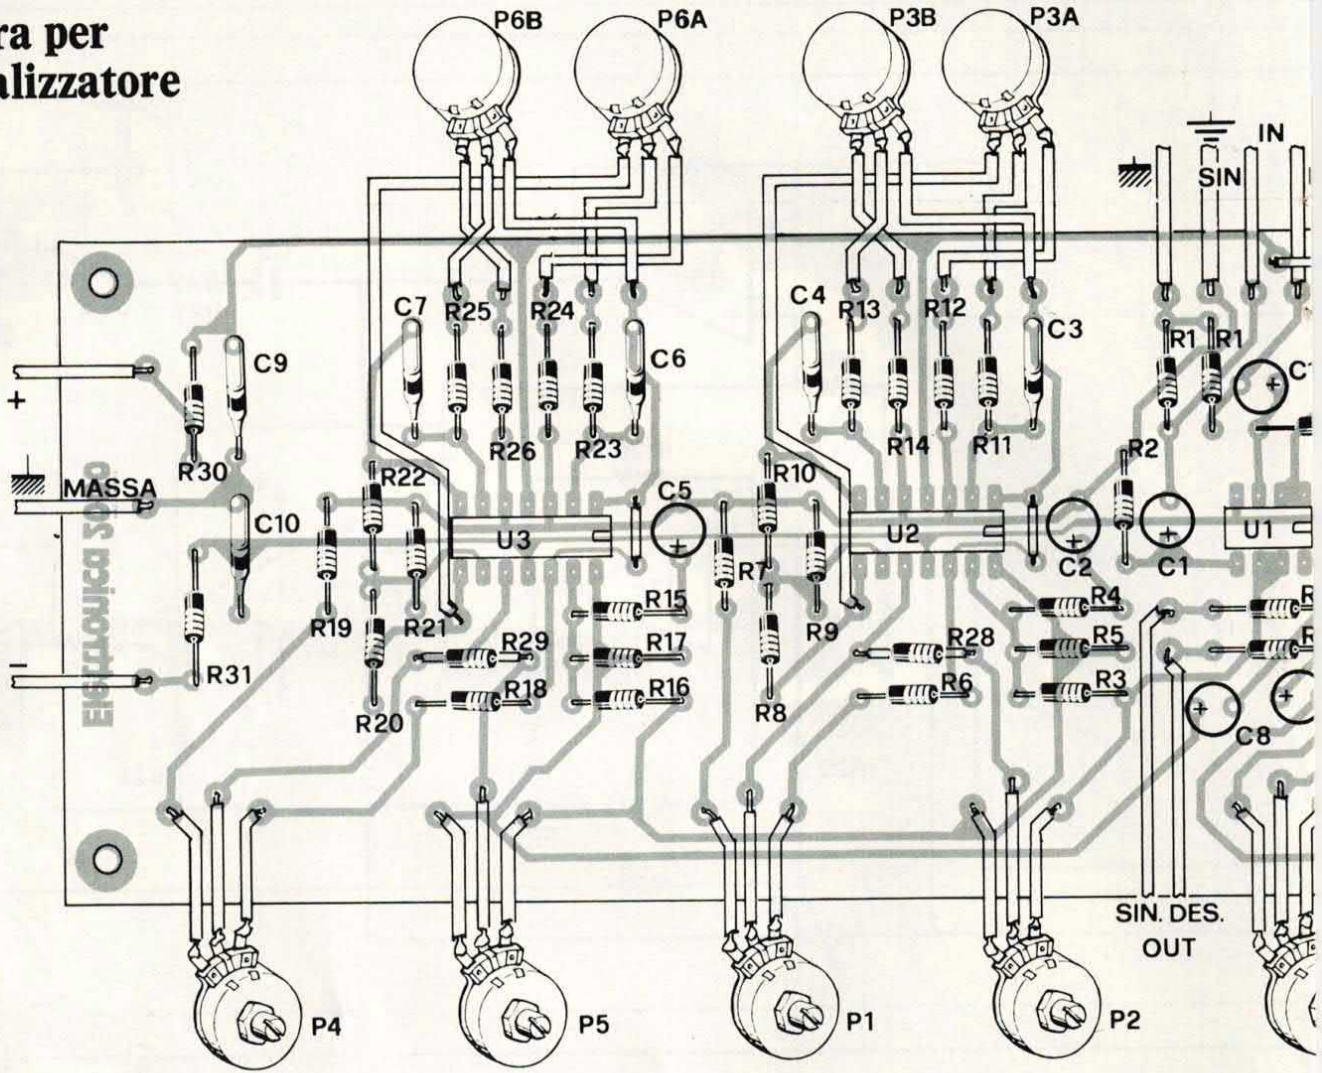 ra per
alizzatore
P6B
P6A
P3B
P3A
IN
SIN
C7
R25
R24
C4
R13
R12
C3
R1
R1
C9
C6
+
R30
R26
R23
R14
R11
R2
MASSA
R22
R10
C5
C10
U3
U2
U1
C2
C1
R7
R19
R21
R15
R9
R4
R29
R17
R28
R5
R31
R18
R16
R6
R3
R20
R8
C8
-
SIN. DES.
OUT
P4
P5
P1
P2